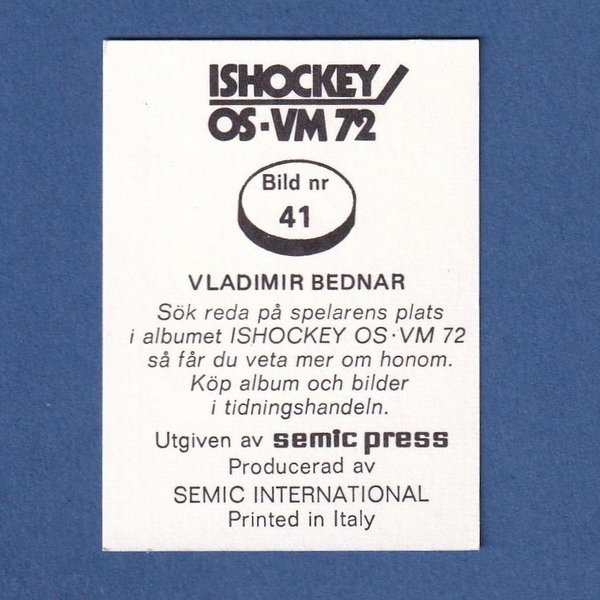 ISHOCKEY
OS·VM 72
Bild nr
41
VLADIMIR BEDNAR
Sök reda på spelarens plats
i albumet ISHOCKEY OS·VM 72
så får du veta mer om honom.
Köp album och bilder
i tidningshandeln.
Utgiven av semic press
Producerad av
SEMIC INTERNATIONAL
Printed in Italy